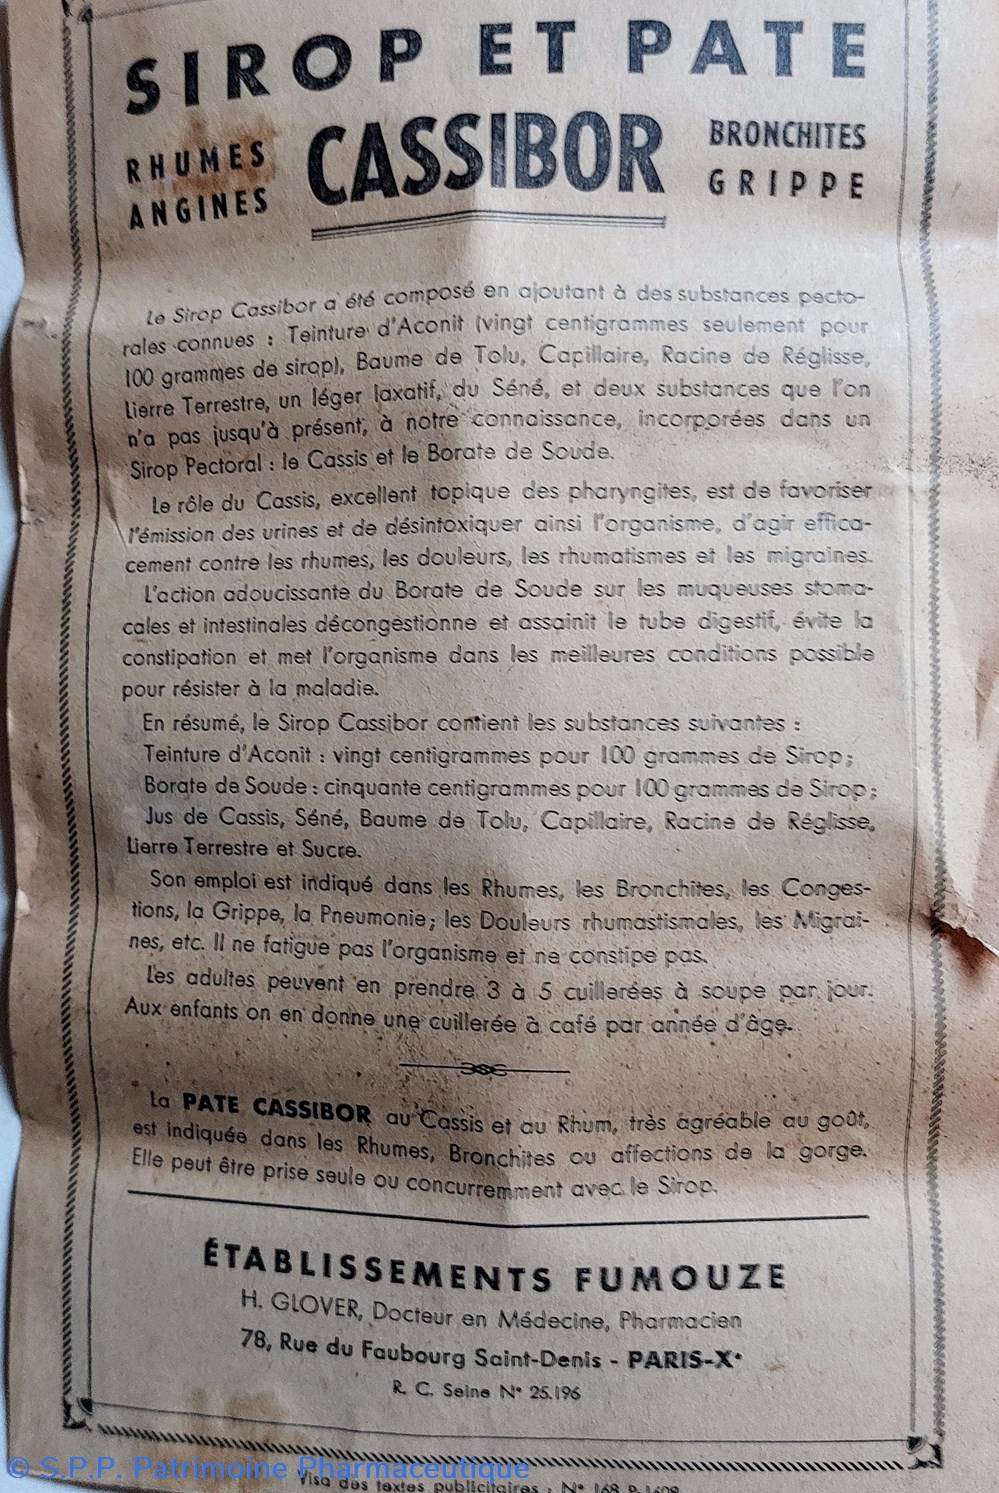 SIROP ET PATE
RHUMES CASSIBOR BRONCHITES
ANGINES GRIPPE
Le Sirop Cassibor a été composé en ajoutant à des substances pecto-
rales connues : Teinture d'Aconit (vingt centigrammes seulement pour
100 grammes de sirop), Baume de Tolu, Capillaire, Racine de Réglisse,
Lierre Terrestre, un léger laxatif, du Séné, et deux substances que l'on
n'a pas jusqu'à présent, à notre connaissance, incorporées dans un
Sirop Pectoral : le Cassis et le Borate de Soude.
Le rôle du Cassis, excellent topique des pharyngites, est de favoriser
l'émission des urines et de désintoxiquer ainsi l'organisme, d'agir effica-
cement contre les rhumes, les douleurs, les rhumatismes et les migraines.
L'action adoucissante du Borate de Soude sur les muqueuses stoma-
cales et intestinales décongestionne et assainit le tube digestif, évite la
constipation et met l'organisme dans les meilleures conditions possible
pour résister à la maladie.
En résumé, le Sirop Cassibor contient les substances suivantes :
Teinture d'Aconit : vingt centigrammes pour 100 grammes de Sirop;
Borate de Soude : cinquante centigrammes pour 100 grammes de Sirop;
Jus de Cassis, Séné, Baume de Tolu, Capillaire, Racine de Réglisse,
Lierre Terrestre et Sucre.
Son emploi est indiqué dans les Rhumes, les Bronchites, les Conges-
tions, la Grippe, la Pneumonie; les Douleurs rhumastismales, les Migrai-
nes, etc. Il ne fatigue pas l'organisme et ne constipe pas.
Les adultes peuvent en prendre 3 à 5 cuillerées à soupe par jour.
Aux enfants on en donne une cuillerée à café par année d'âge.
La PATE CASSIBOR au Cassis et au Rhum, très agréable au goût,
est indiquée dans les Rhumes, Bronchites ou affections de la gorge.
Elle peut être prise seule ou concurremment avec le Sirop.
ÉTABLISSEMENTS FUMOUZE
H. GLOVER, Docteur en Médecine, Pharmacien
78, Rue du Faubourg Saint-Denis - PARIS-Xe
R. C. Seine N° 25.196
© S.P.P. Patrimoine Pharmaceutique
Visa des textes publicitaires : N° 168 P